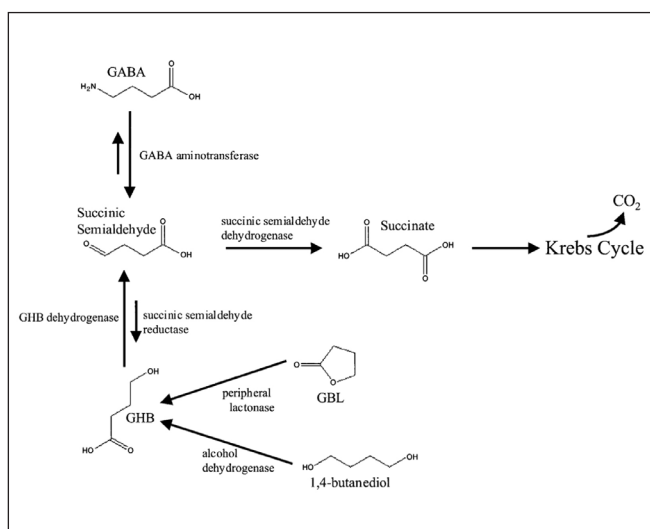 GABA
H₂N
O
OH
GABA aminotransferase
Succinic
Semialdehyde
O
O
OH
succinic semialdehyde
dehydrogenase
Succinate
O
HO
OH
O
CO₂
Krebs Cycle
GHB dehydrogenase
succinic semialdehyde
reductase
OH
GHB
HO
O
peripheral
lactonase
O
O
GBL
alcohol
dehydrogenase
HO
OH
1,4-butanediol